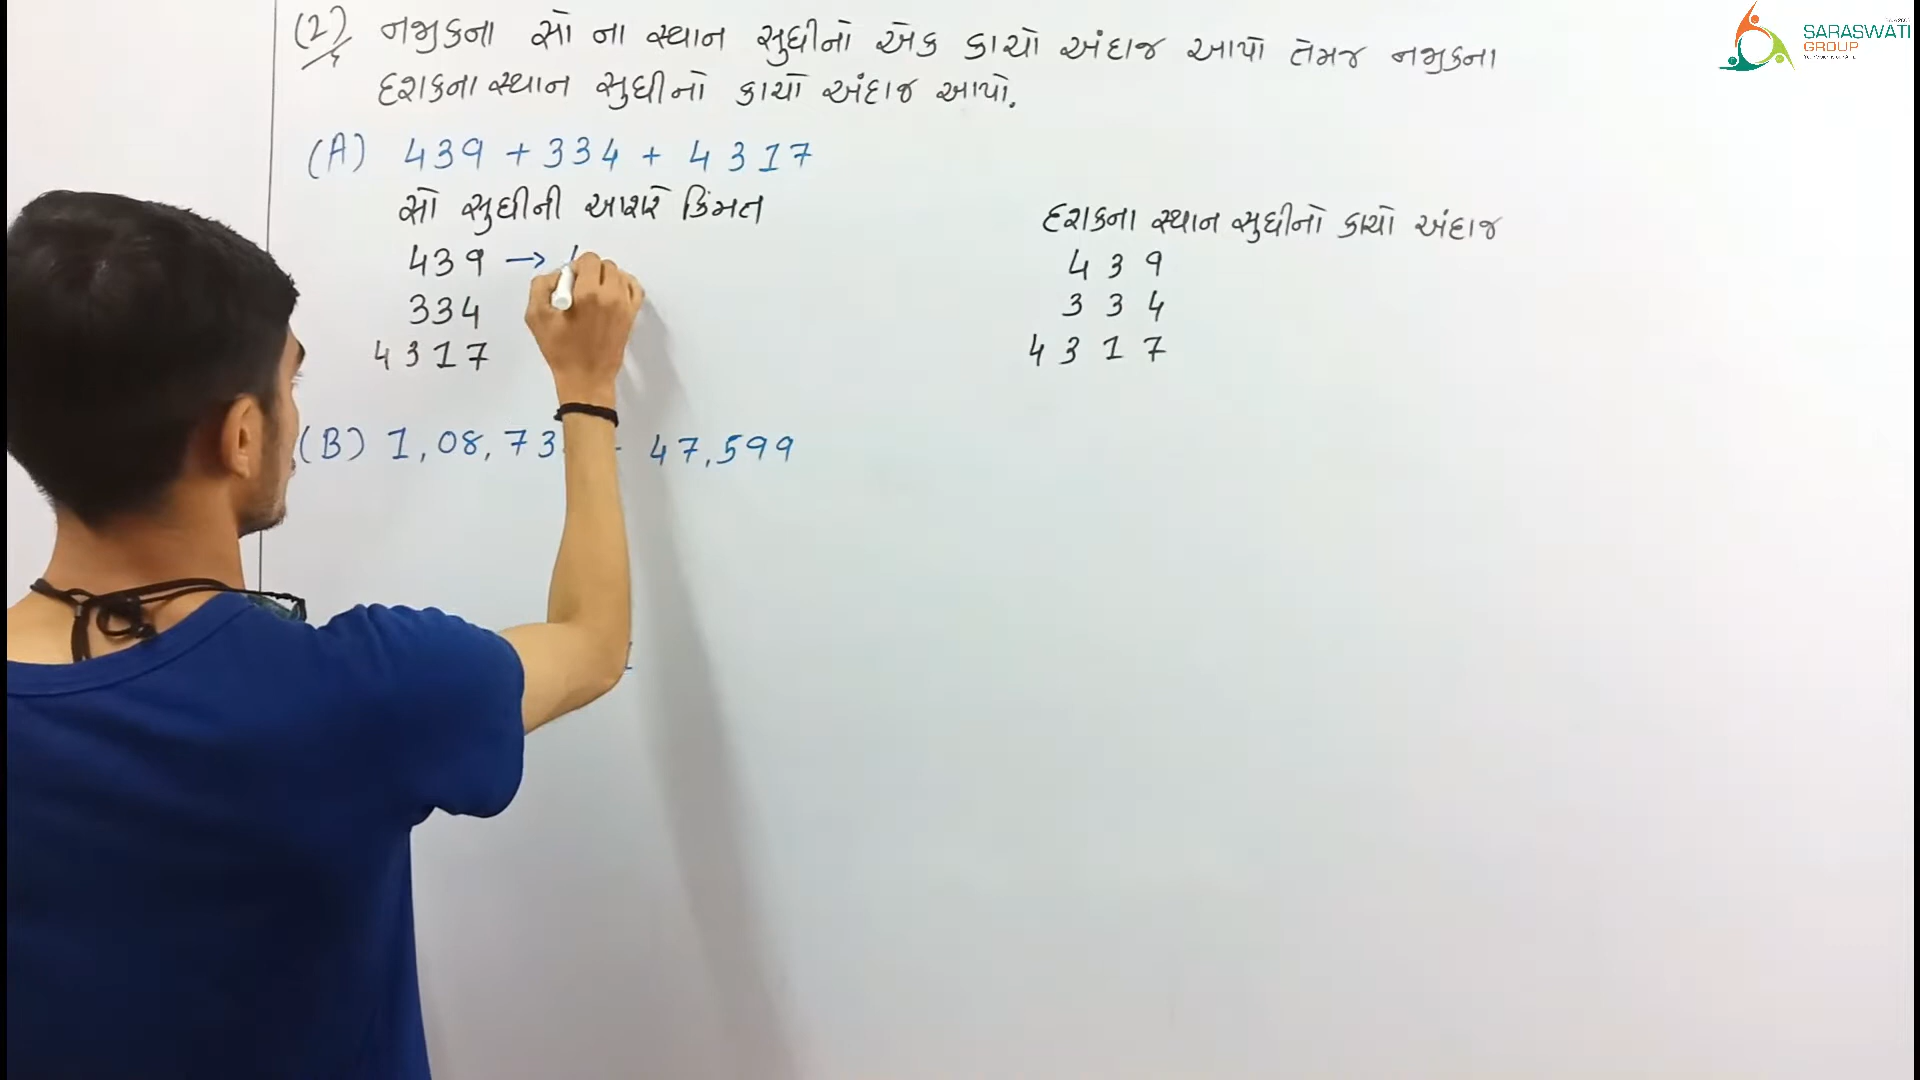 (2) નજીકના સો ના સ્થાન સુધીનો એક કાચો અંદાજ આપો તેમજ નજીકના
દશકના સ્થાન સુધીનો કાચો અંદાજ આપો.
(A) 439 + 334 + 4317
સો સુધીની આશરે કિંમત
439 →
334
4317
દશકના સ્થાન સુધીનો કાચો અંદાજ
439
334
4317
(B) 1,08,73 - 47,599
SARASWATI
GROUP